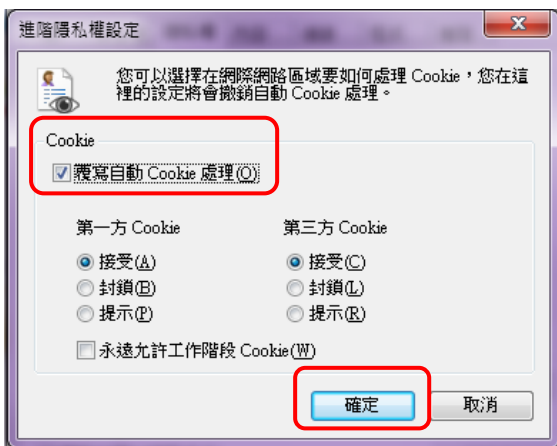 進階隱私權設定
您可以選擇在網際網路區域要如何處理 Cookie，您在這
裡的設定將會撤銷自動 Cookie 處理。
Cookie
覆寫自動 Cookie 處理(O)
第一方 Cookie
第三方 Cookie
接受(A)
接受(C)
封鎖(B)
封鎖(L)
提示(P)
提示(R)
永遠允許工作階段 Cookie(W)
確定
取消